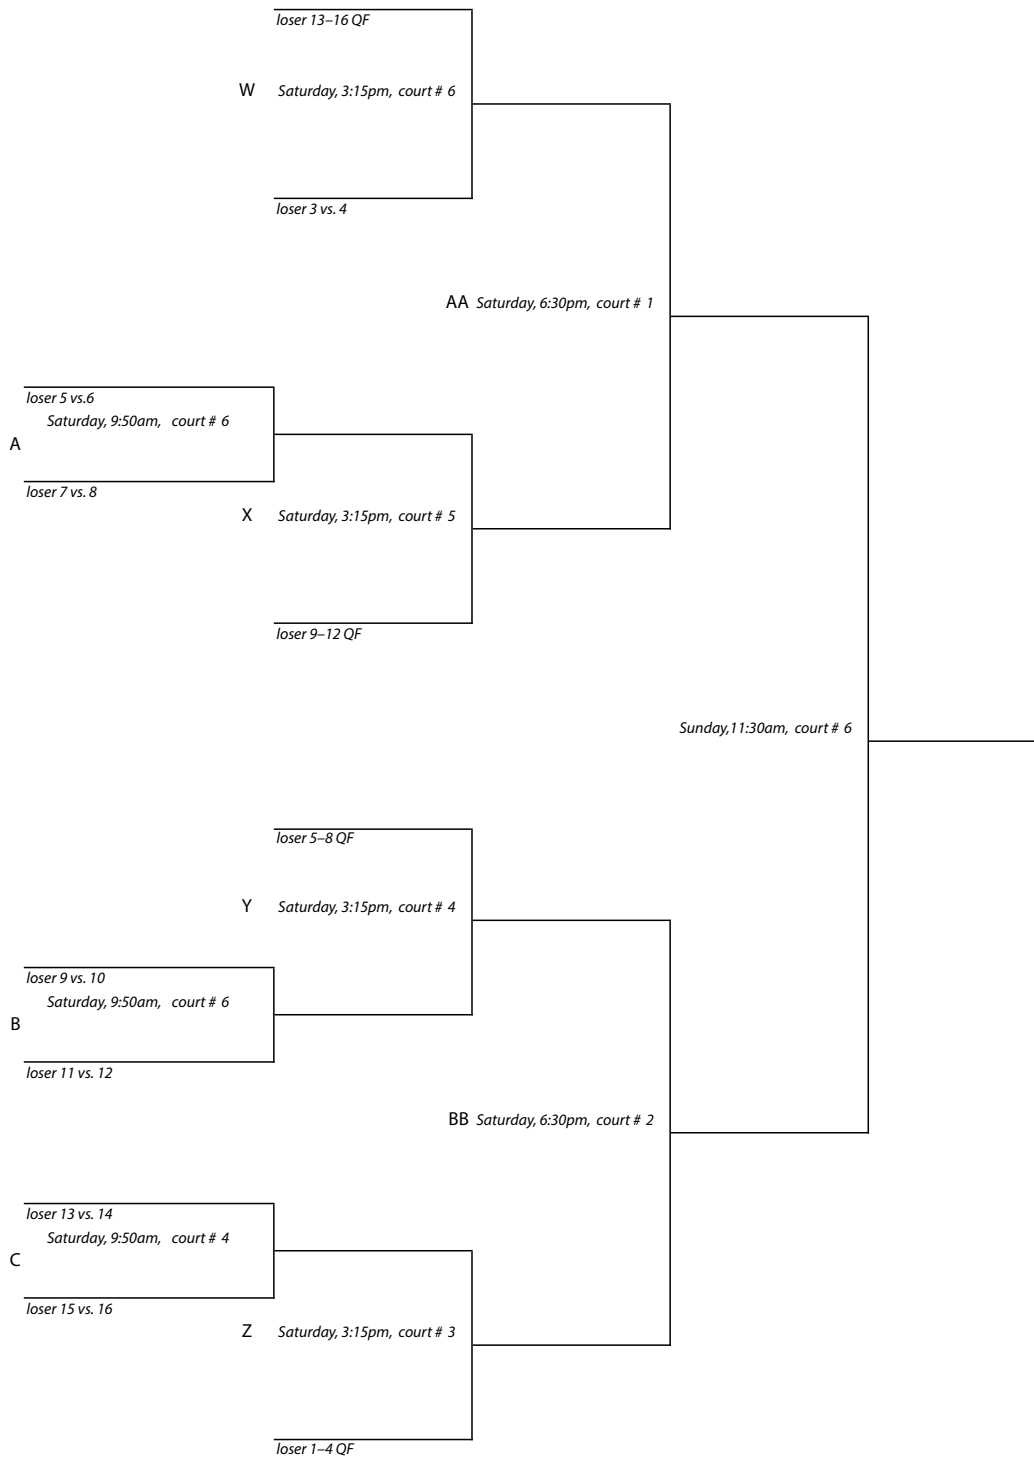 loser 13–16 QF
W Saturday, 3:15pm, court # 6
loser 3 vs. 4
AA Saturday, 6:30pm, court # 1
loser 5 vs.6
Saturday, 9:50am, court # 6
A
loser 7 vs. 8
X Saturday, 3:15pm, court # 5
loser 9–12 QF
Sunday,11:30am, court # 6
loser 5–8 QF
Y Saturday, 3:15pm, court # 4
loser 9 vs. 10
Saturday, 9:50am, court # 6
B
loser 11 vs. 12
BB Saturday, 6:30pm, court # 2
loser 13 vs. 14
Saturday, 9:50am, court # 4
C
loser 15 vs. 16
Z Saturday, 3:15pm, court # 3
loser 1–4 QF